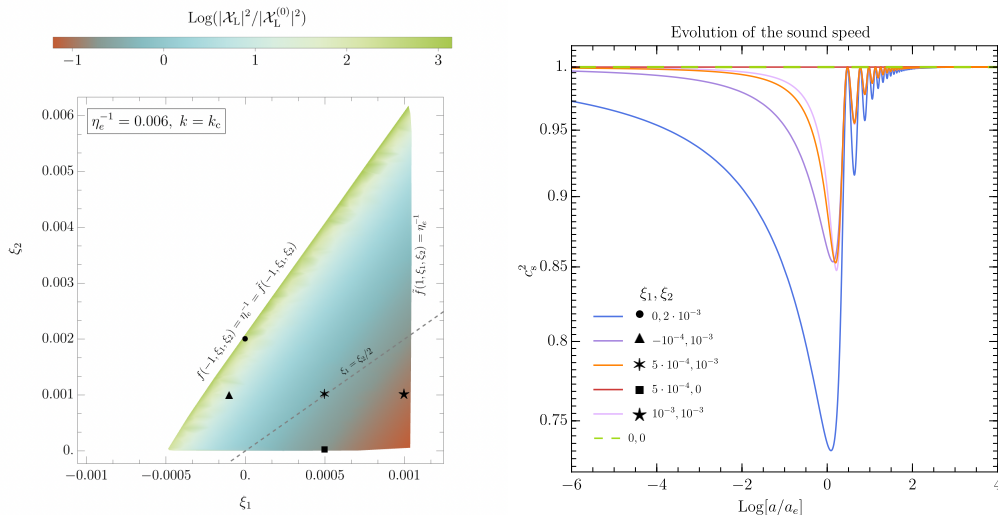 Log(|𝒳_L|²/|𝒳_L^(0)|²)
−1 0 1 2 3
η_e^−1 = 0.006, k = k_c
0.006
0.005
0.004
0.003
0.002
0.001
0.
ξ_2
f(−1, ξ_1, ξ_2) = η_e^−1 = f̃(−1, ξ_1, ξ_2)
f̃(1, ξ_1, ξ_2) = η_e^−1
ξ_1 = ξ_2/2
−0.001 −0.0005 0. 0.0005 0.001
ξ_1
Evolution of the sound speed
1.
0.95
0.9
0.85
0.8
0.75
c_s^2
ξ_1, ξ_2
0, 2 · 10^−3
−10^−4, 10^−3
5 · 10^−4, 10^−3
5 · 10^−4, 0
10^−3, 10^−3
0, 0
−6 −4 −2 0 2 4
Log[a/a_e]